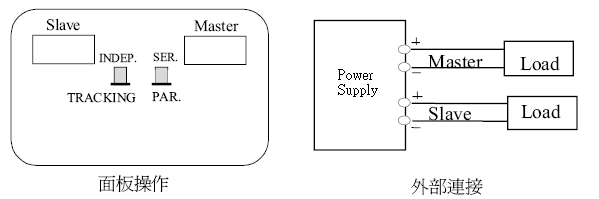 Slave
Master
INDEP.
SER.
TRACKING
PAR.
面板操作
Power
Supply
+
Master
−
Load
+
Slave
−
Load
外部連接